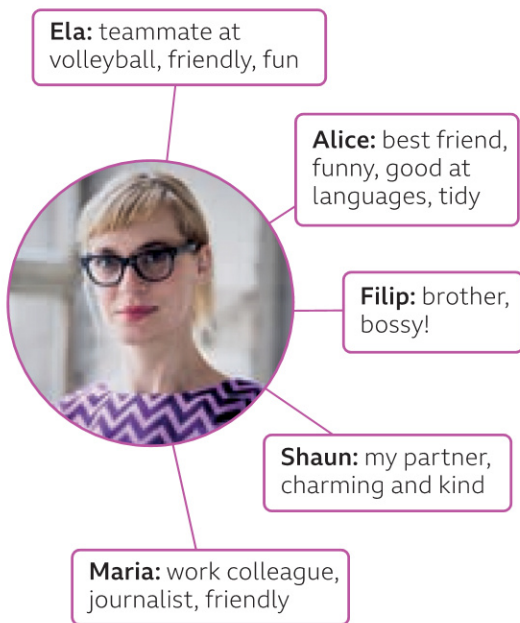 Ela: teammate at
volleyball, friendly, fun
Alice: best friend,
funny, good at
languages, tidy
Filip: brother,
bossy!
Shaun: my partner,
charming and kind
Maria: work colleague,
journalist, friendly